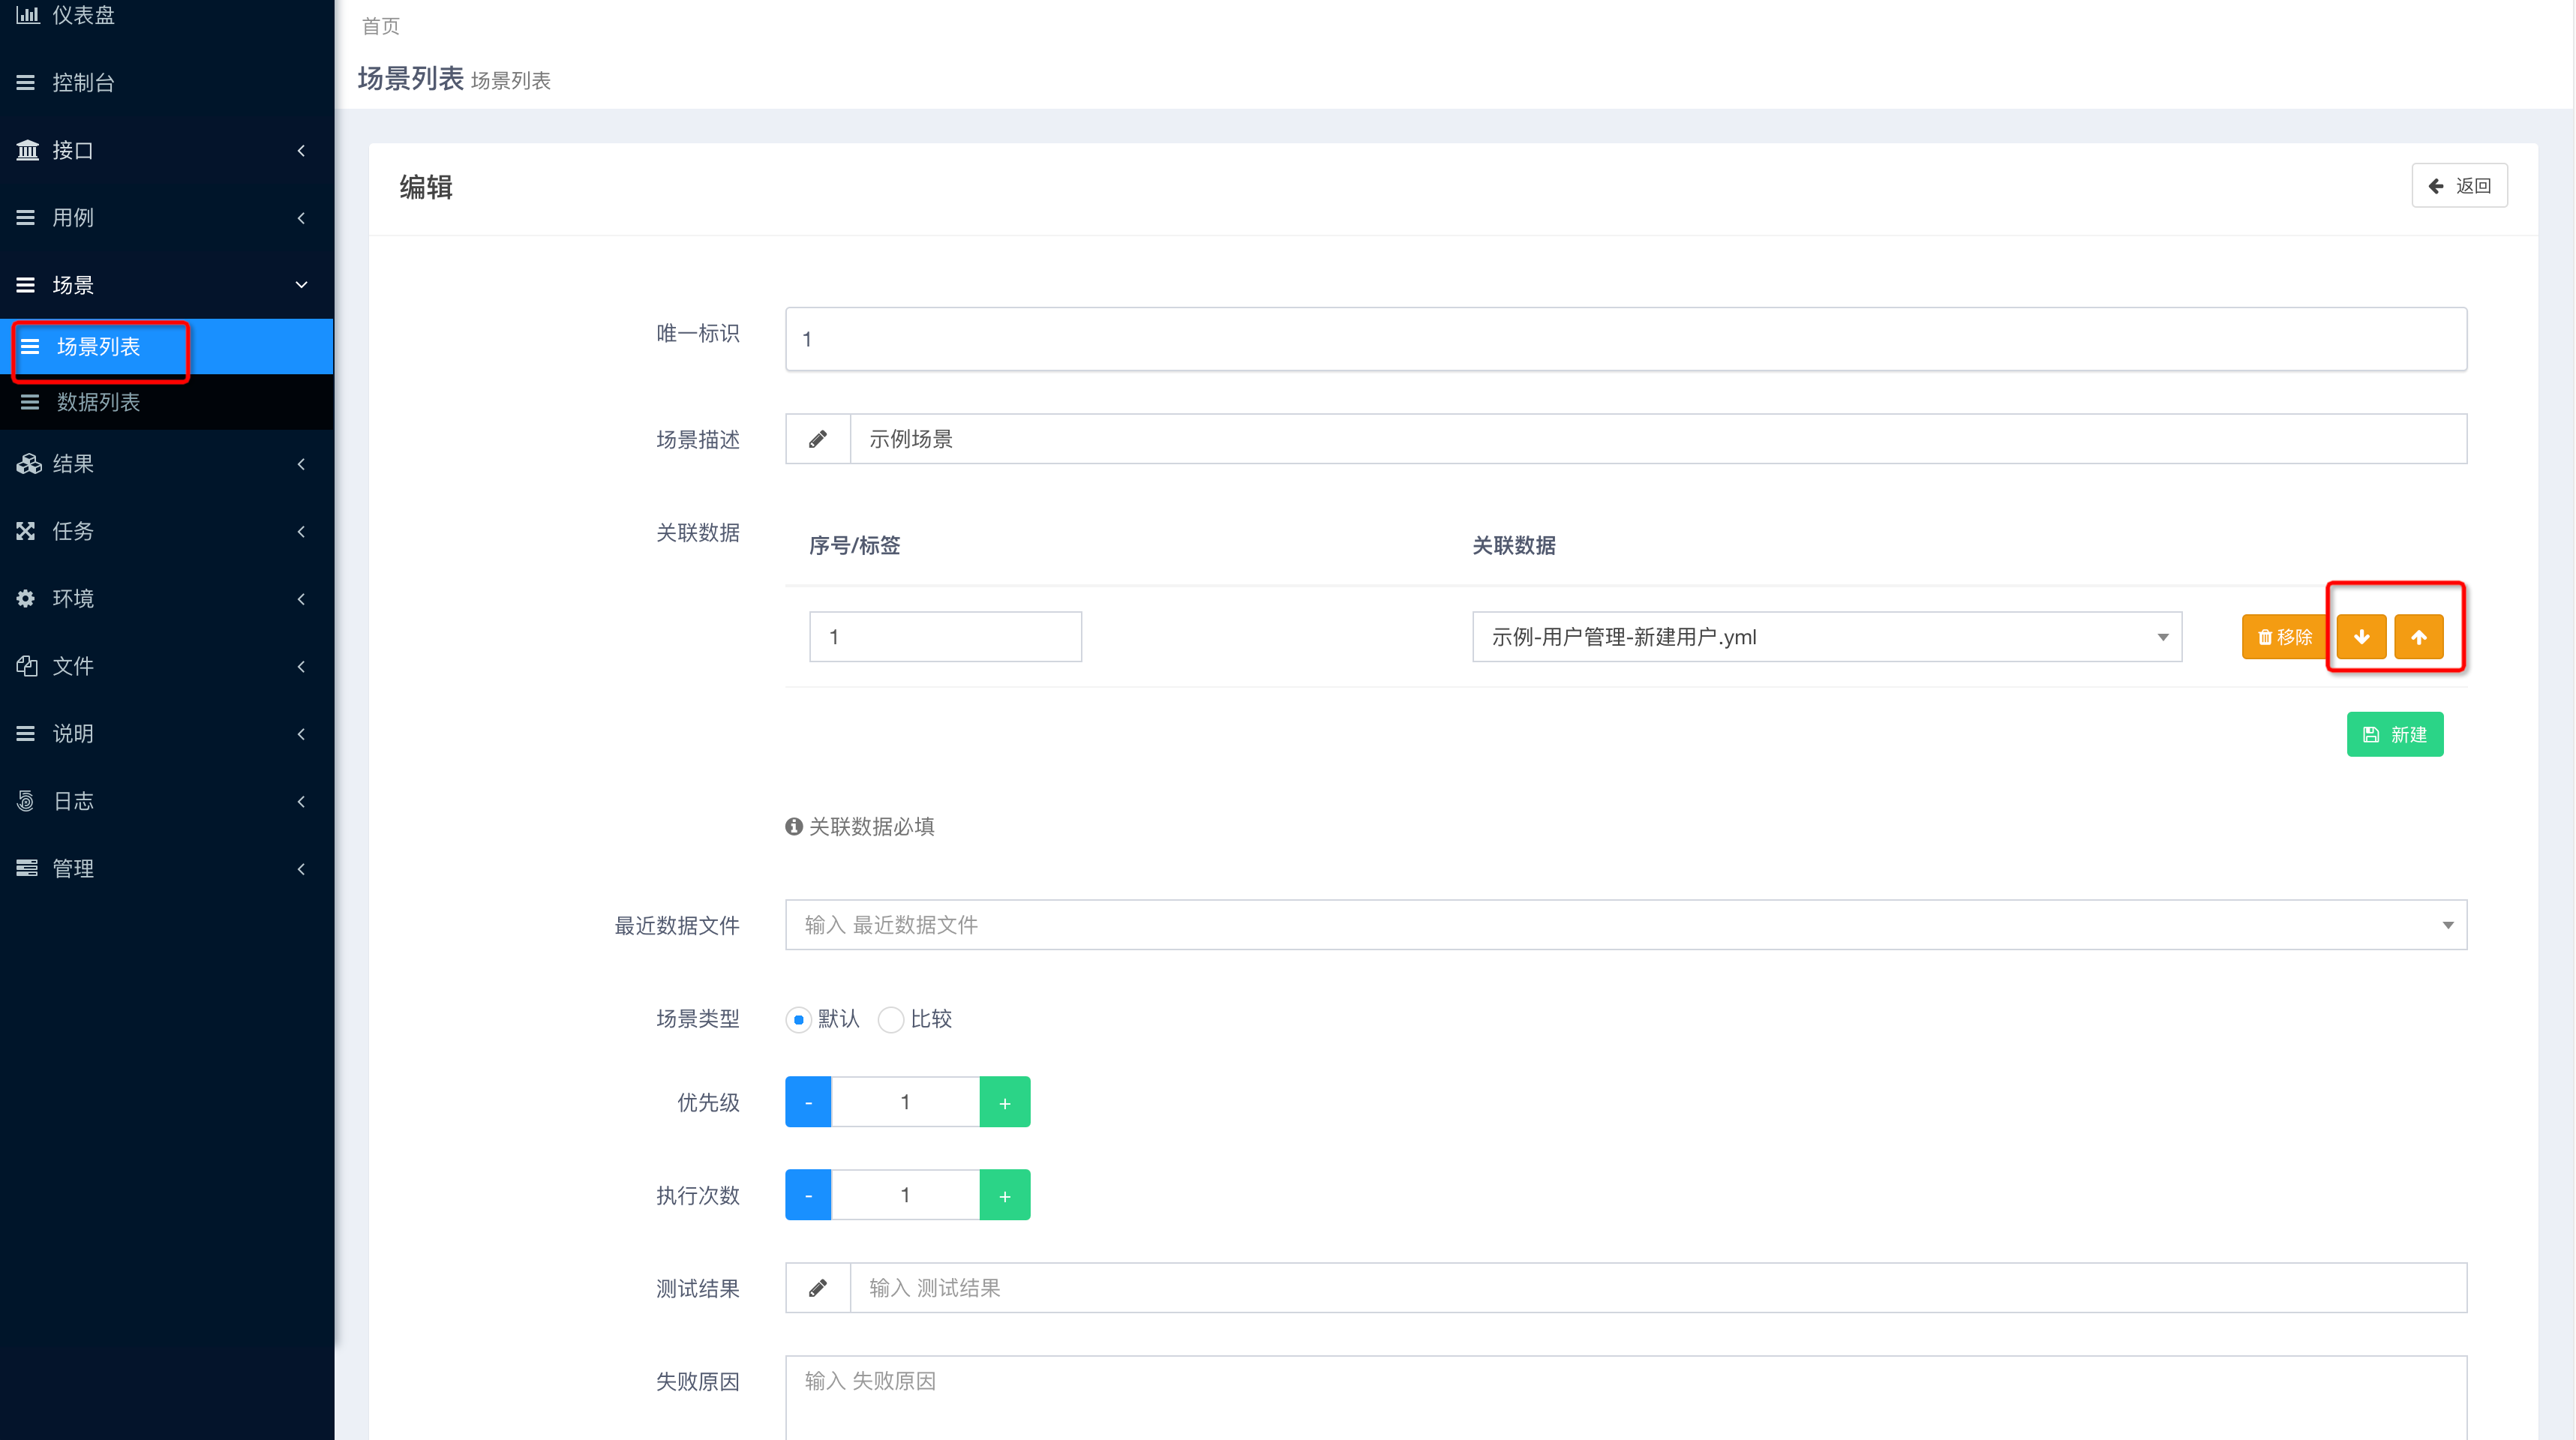 仪表盘
控制台
接口
用例
场景
场景列表
数据列表
结果
任务
环境
文件
说明
日志
管理
首页
场景列表 场景列表
编辑
返回
唯一标识
1
场景描述
示例场景
关联数据
序号/标签
关联数据
1
示例-用户管理-新建用户.yml
移除
新建
关联数据必填
最近数据文件
输入 最近数据文件
场景类型
默认
比较
优先级
-
1
+
执行次数
-
1
+
测试结果
输入 测试结果
失败原因
输入 失败原因